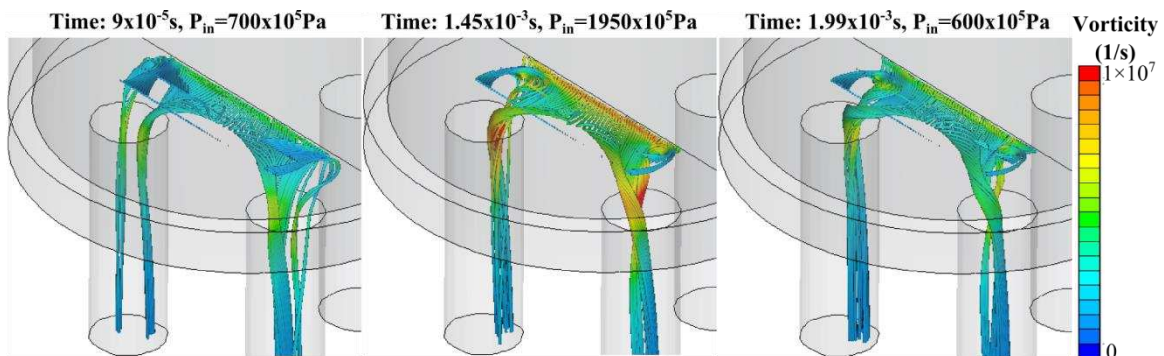 Time: 9x10⁻⁵s, Pᵢₙ=700x10⁵Pa
Time: 1.45x10⁻³s, Pᵢₙ=1950x10⁵Pa
Time: 1.99x10⁻³s, Pᵢₙ=600x10⁵Pa
Vorticity
(1/s)
1×10⁷
0